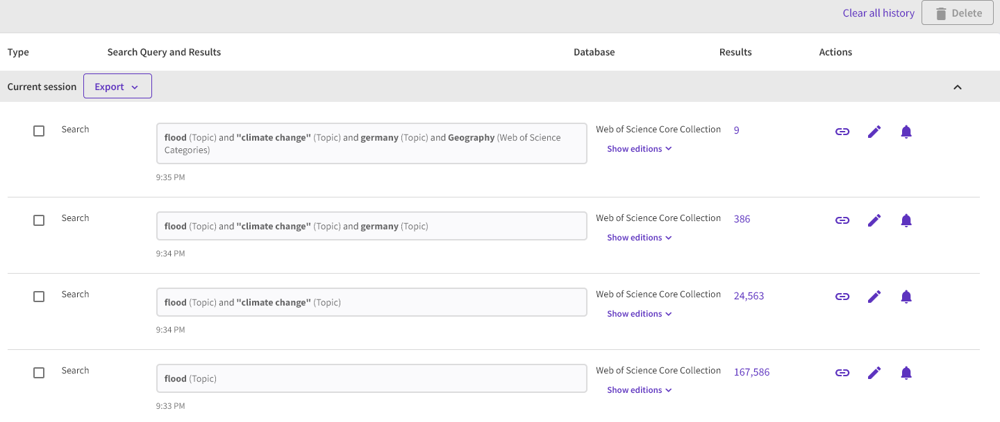 Clear all history
Delete
Type Search Query and Results Database Results Actions
Current session Export
Search
flood (Topic) and "climate change" (Topic) and germany (Topic) and Geography (Web of Science
Categories)
Web of Science Core Collection
9
Show editions
9:35 PM
Search
flood (Topic) and "climate change" (Topic) and germany (Topic)
Web of Science Core Collection
386
Show editions
9:34 PM
Search
flood (Topic) and "climate change" (Topic)
Web of Science Core Collection
24,563
Show editions
9:34 PM
Search
flood (Topic)
Web of Science Core Collection
167,586
Show editions
9:33 PM